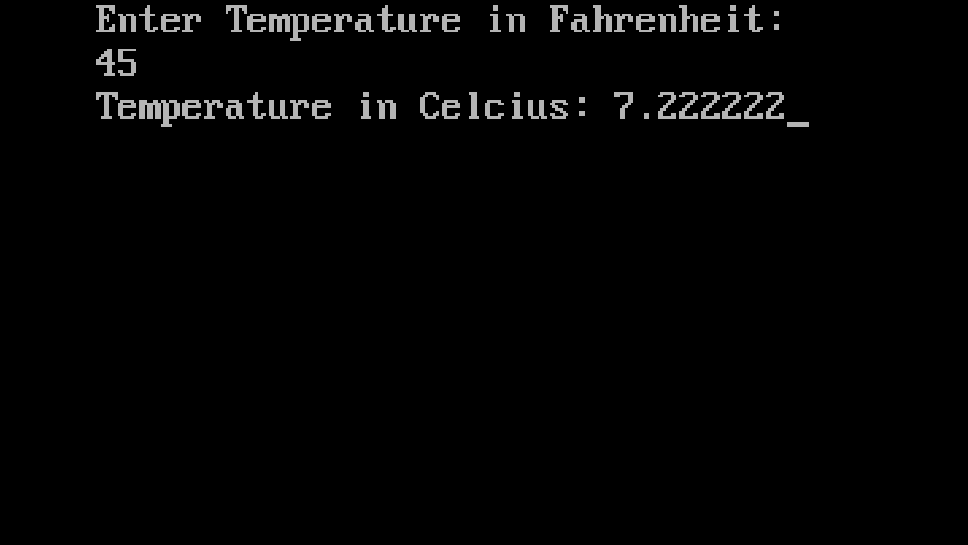 Enter Temperature in Fahrenheit:
45
Temperature in Celcius: 7.222222_